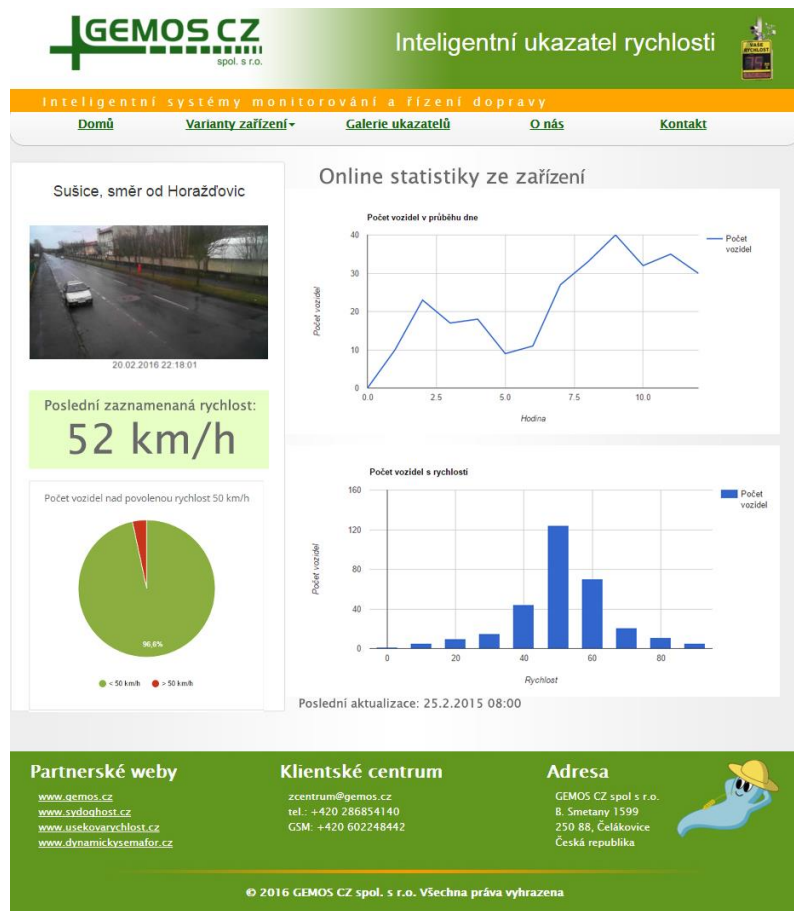 GEMOS CZ
spol. s r.o.
Inteligentní ukazatel rychlosti
VAŠE
RYCHLOST
Inteligentní systémy monitorování a řízení dopravy
Domů
Varianty zařízení
Galerie ukazatelů
O nás
Kontakt
Sušice, směr od Horažďovic
20.02.2016 22:18:01
Poslední zaznamenaná rychlost:
52 km/h
Počet vozidel nad povolenou rychlost 50 km/h
96,6%
< 50 km/h
> 50 km/h
Online statistiky ze zařízení
Počet vozidel v průběhu dne
Počet vozidel
40
30
20
10
0
0.0
2.5
5.0
7.5
10.0
Hodina
Počet
vozidel
Počet vozidel s rychlostí
Počet vozidel
160
120
80
40
0
0
20
40
60
80
Rychlost
Počet
vozidel
Poslední aktualizace: 25.2.2015 08:00
Partnerské weby
www.gemos.cz
www.sydoghost.cz
www.usekovarychlost.cz
www.dynamickysemafor.cz
Klientské centrum
zcentrum@gemos.cz
tel.: +420 286854140
GSM: +420 602248442
Adresa
GEMOS CZ spol s r.o.
B. Smetany 1599
250 88, Čelákovice
Česká republika
© 2016 GEMOS CZ spol. s r.o. Všechna práva vyhrazena